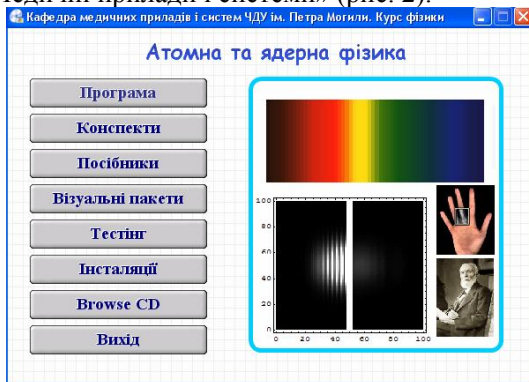 медичні прилади і системи» (рис. 2).
Кафедра медичних приладів і систем ЧДУ ім. Петра Могили. Курс фізики
Атомна та ядерна фізика
Програма
Конспекти
Посібники
Візуальні пакети
Тестінг
Інсталяції
Browse CD
Вихід
100
80
60
40
20
0
0 20 40 60 80 100